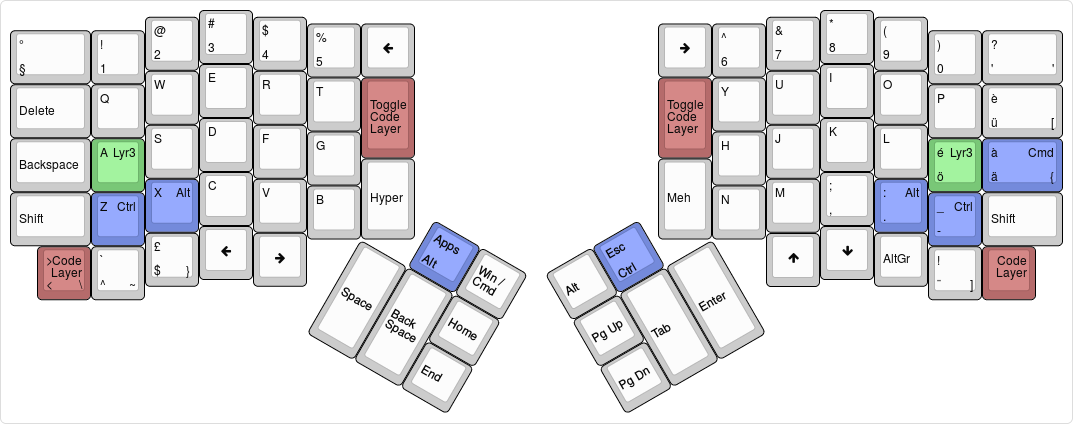 ° § ! 1 @ 2 # 3 $ 4 % 5 ←
→ ^ 6 & 7 * 8 ( 9 ) 0 ? ' '
Delete Q W E R T Toggle Code Layer
Toggle Code Layer Y U I O P è ü [
Backspace A Lyr3 S D F G
H J K L é Lyr3 ö à Cmd ä {
Shift Z Ctrl X Alt C V B Hyper
Meh N M ; , : Alt . _ Ctrl - Shift
>Code Layer < \ ` ^ ~ £ $ } ← →
↑ ↓ AltGr ! ¨ ] Code Layer
Apps Alt Win / Cmd
Space Back Space Home
End
Alt Esc Ctrl
Pg Up Tab Enter
Pg Dn